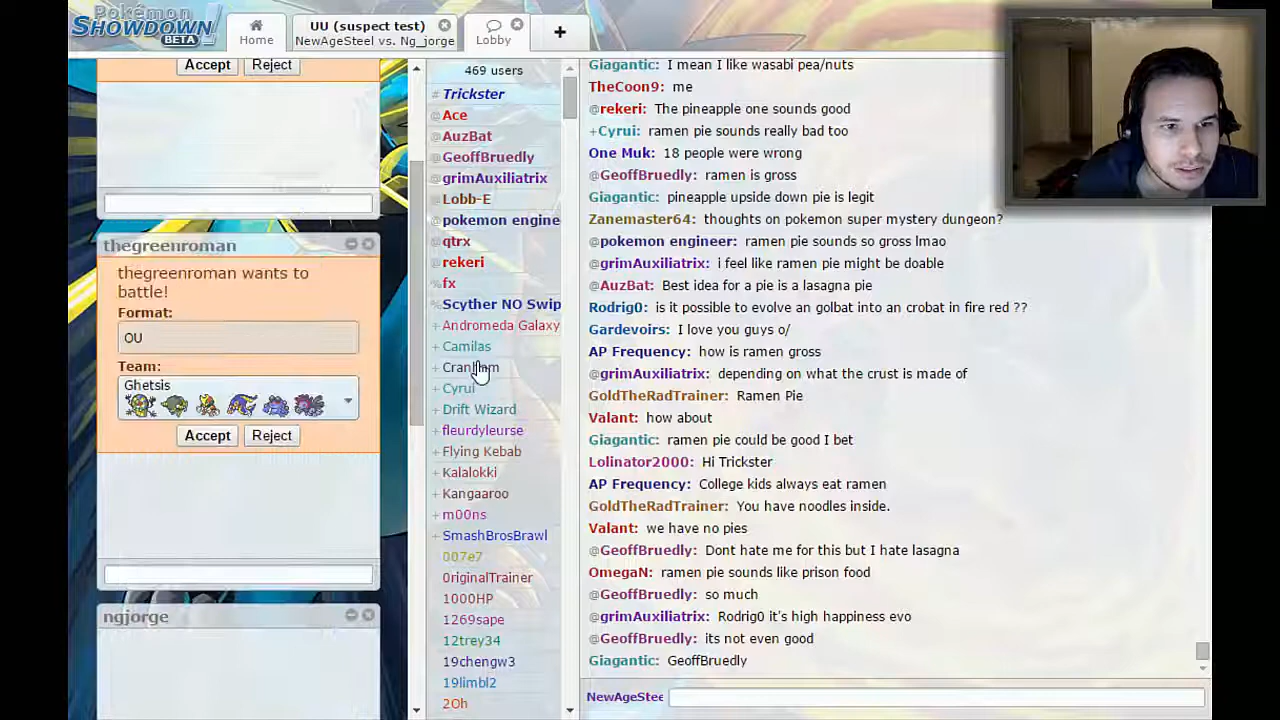 Pokémon
SHOWDOWN
BETA
Home
UU (suspect test)
NewAgeSteel vs. Ng_jorge
Lobby
+
Accept
Reject
thegreenroman
thegreenroman wants to
battle!
Format:
OU
Team:
Ghetsis
Accept
Reject
ngjorge
469 users
#Trickster
@Ace
@AuzBat
@GeoffBruedly
@grimAuxiliatrix
@Lobb-E
@pokemon engine
@qtrx
@rekeri
%fx
%Scyther NO Swip
+Andromeda Galaxy
+Camilas
+Cranham
+Cyrui
+Drift Wizard
+fleurdyleurse
+Flying Kebab
+Kalalokki
+Kangaaroo
+m00ns
+SmashBrosBrawl
007e7
0riginalTrainer
1000HP
1269sape
12trey34
19chengw3
19limbl2
2Oh
Giagantic: I mean I like wasabi pea/nuts
TheCoon9: me
@rekeri: The pineapple one sounds good
+Cyrui: ramen pie sounds really bad too
One Muk: 18 people were wrong
@GeoffBruedly: ramen is gross
Giagantic: pineapple upside down pie is legit
Zanemaster64: thoughts on pokemon super mystery dungeon?
@pokemon engineer: ramen pie sounds so gross lmao
@grimAuxiliatrix: i feel like ramen pie might be doable
@AuzBat: Best idea for a pie is a lasagna pie
Rodrig0: is it possible to evolve an golbat into an crobat in fire red ??
Gardevoirs: I love you guys o/
AP Frequency: how is ramen gross
@grimAuxiliatrix: depending on what the crust is made of
GoldTheRadTrainer: Ramen Pie
Valant: how about
Giagantic: ramen pie could be good I bet
Lolinator2000: Hi Trickster
AP Frequency: College kids always eat ramen
GoldTheRadTrainer: You have noodles inside.
Valant: we have no pies
@GeoffBruedly: Dont hate me for this but I hate lasagna
OmegaN: ramen pie sounds like prison food
@GeoffBruedly: so much
@grimAuxiliatrix: Rodrig0 it's high happiness evo
@GeoffBruedly: its not even good
Giagantic: GeoffBruedly
NewAgeStee